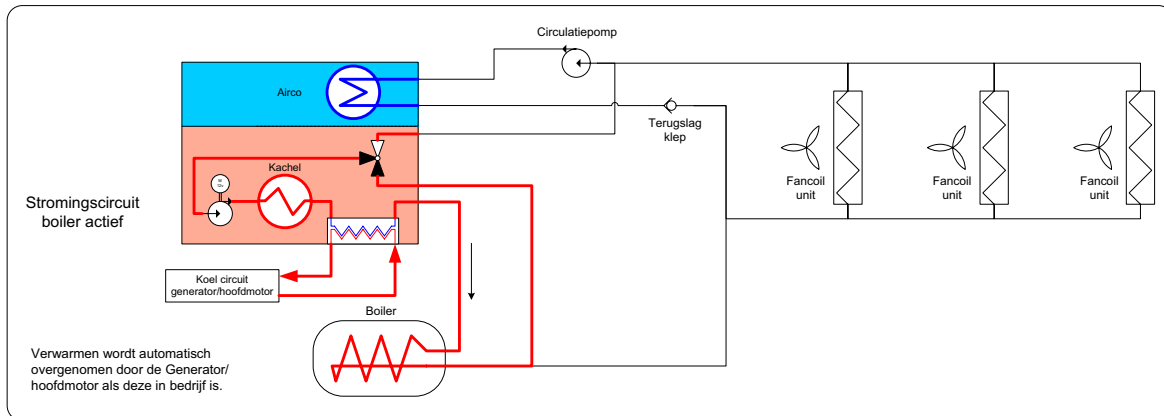 Circulatiepomp
Airco
Terugslag
klep
Kachel
Fancoil
unit
Fancoil
unit
Fancoil
unit
Stromingscircuit
boiler actief
Koel circuit
generator/hoofdmotor
Boiler
Verwarmen wordt automatisch
overgenomen door de Generator/
hoofdmotor als deze in bedrijf is.